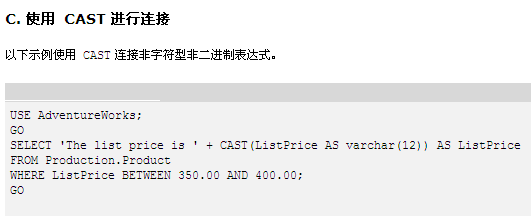 C. 使用 CAST 进行连接
以下示例使用 CAST 连接非字符型非二进制表达式。
USE AdventureWorks;
GO
SELECT 'The list price is ' + CAST(ListPrice AS varchar(12)) AS ListPrice
FROM Production.Product
WHERE ListPrice BETWEEN 350.00 AND 400.00;
GO